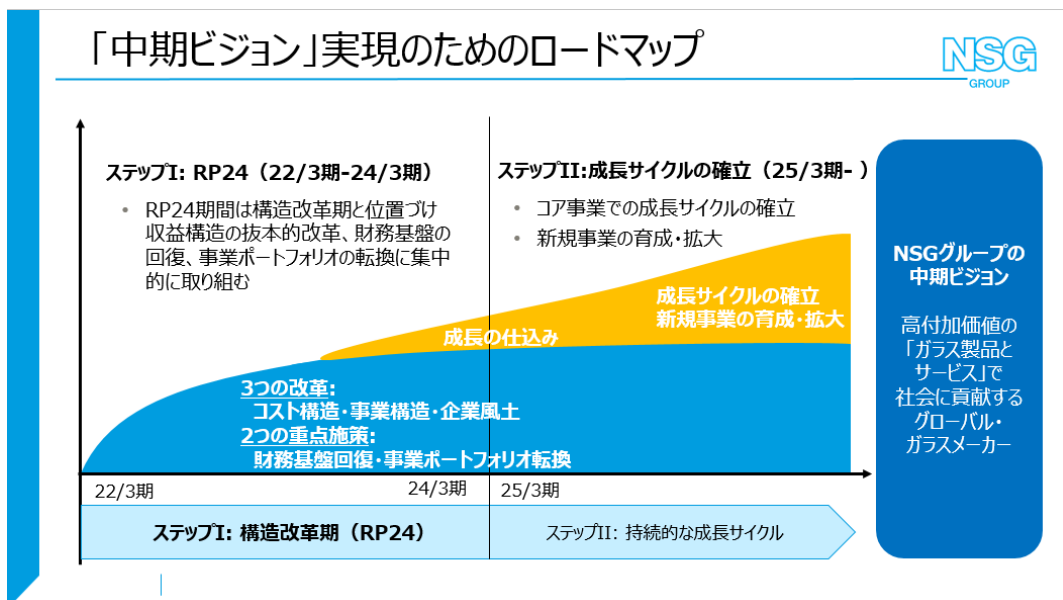 「中期ビジョン」実現のためのロードマップ
NSG
GROUP
ステップI: RP24（22/3期-24/3期）
• RP24期間は構造改革期と位置づけ
収益構造の抜本的改革、財務基盤の
回復、事業ポートフォリオの転換に集中
的に取り組む
ステップII:成長サイクルの確立（25/3期- ）
• コア事業での成長サイクルの確立
• 新規事業の育成・拡大
成長サイクルの確立
新規事業の育成・拡大
成長の仕込み
3つの改革:
コスト構造・事業構造・企業風土
2つの重点施策:
財務基盤回復・事業ポートフォリオ転換
22/3期
24/3期
25/3期
ステップI: 構造改革期（RP24）
ステップII: 持続的な成長サイクル
NSGグループの
中期ビジョン
高付加価値の
「ガラス製品と
サービス」で
社会に貢献する
グローバル・
ガラスメーカー